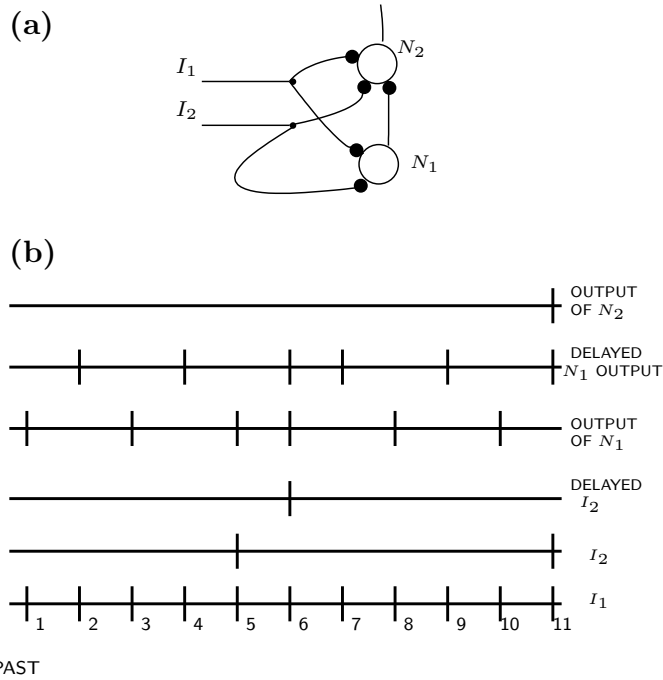 (a)
N2
I1
I2
N1
(b)
OUTPUT
OF N2
DELAYED
N1 OUTPUT
OUTPUT
OF N1
DELAYED
I2
I2
I1
1 2 3 4 5 6 7 8 9 10 11
PAST